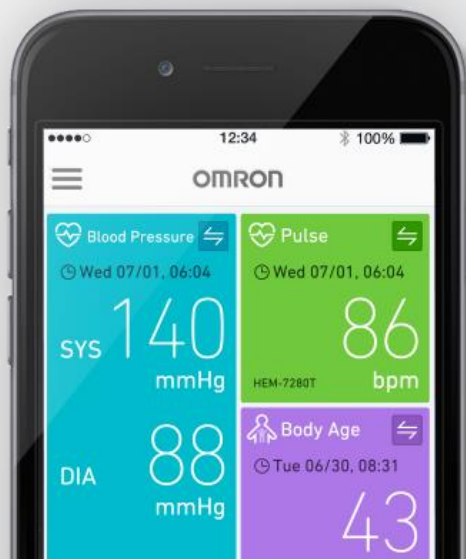 12:34
100%
OMRON
Blood Pressure
Wed 07/01, 06:04
SYS 140
mmHg
DIA 88
mmHg
Pulse
Wed 07/01, 06:04
86
HEM-7280T bpm
Body Age
Tue 06/30, 08:31
43